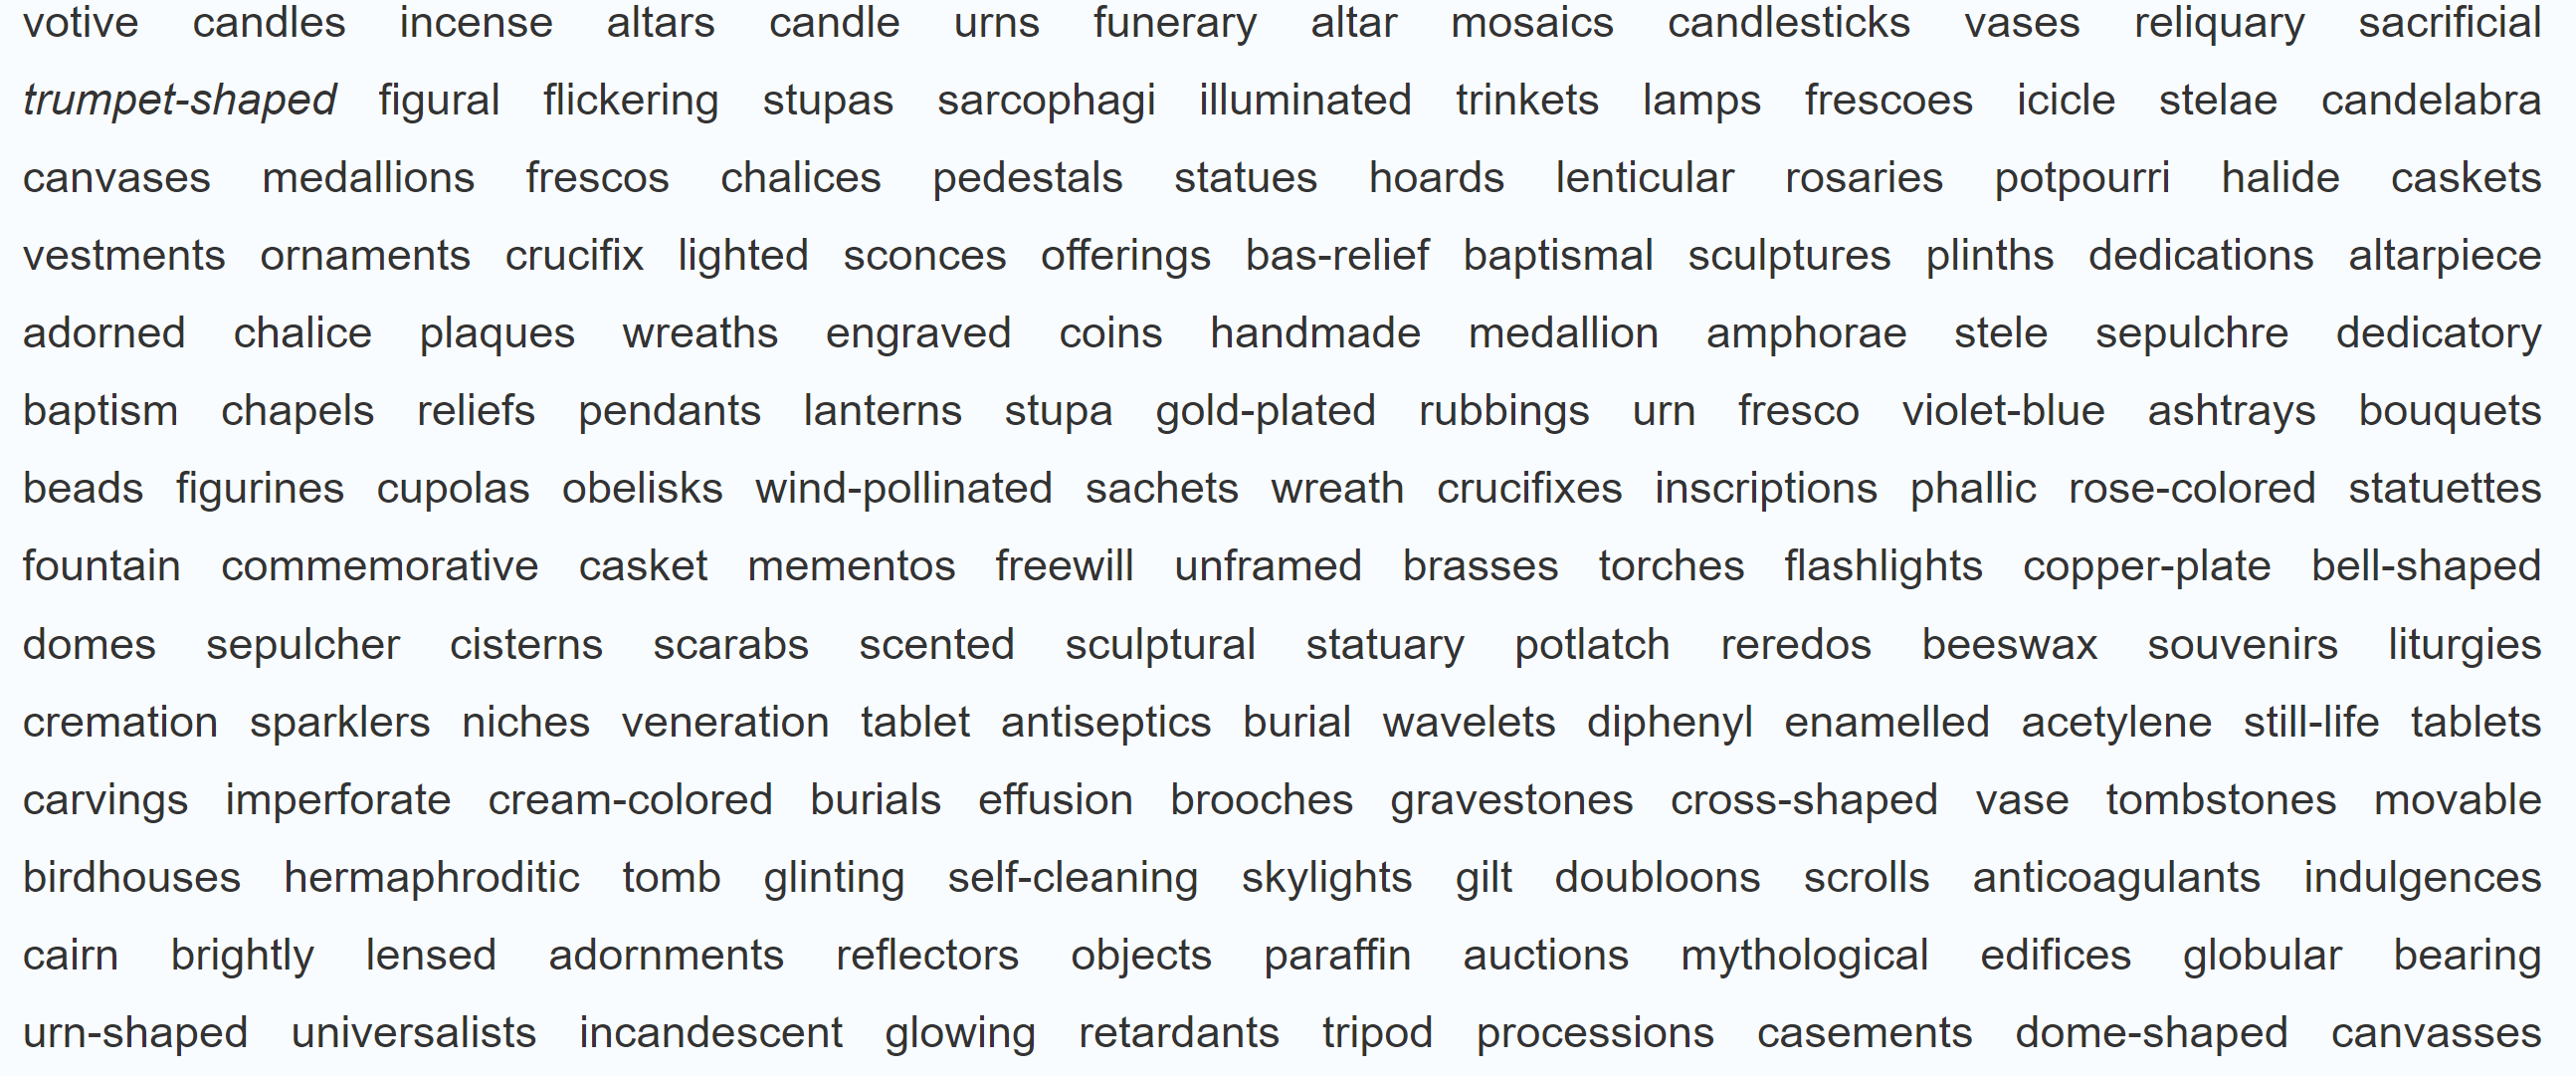 votive candles incense altars candle urns funerary altar mosaics candlesticks vases reliquary sacrificial
trumpet-shaped figural flickering stupas sarcophagi illuminated trinkets lamps frescoes icicle stelae candelabra
canvases medallions frescos chalices pedestals statues hoards lenticular rosaries potpourri halide caskets
vestments ornaments crucifix lighted sconces offerings bas-relief baptismal sculptures plinths dedications altarpiece
adorned chalice plaques wreaths engraved coins handmade medallion amphorae stele sepulchre dedicatory
baptism chapels reliefs pendants lanterns stupa gold-plated rubbings urn fresco violet-blue ashtrays bouquets
beads figurines cupolas obelisks wind-pollinated sachets wreath crucifixes inscriptions phallic rose-colored statuettes
fountain commemorative casket mementos freewill unframed brasses torches flashlights copper-plate bell-shaped
domes sepulcher cisterns scarabs scented sculptural statuary potlatch reredos beeswax souvenirs liturgies
cremation sparklers niches veneration tablet antiseptics burial wavelets diphenyl enamelled acetylene still-life tablets
carvings imperforate cream-colored burials effusion brooches gravestones cross-shaped vase tombstones movable
birdhouses hermaphroditic tomb glinting self-cleaning skylights gilt doubloons scrolls anticoagulants indulgences
cairn brightly lensed adornments reflectors objects paraffin auctions mythological edifices globular bearing
urn-shaped universalists incandescent glowing retardants tripod processions casements dome-shaped canvasses